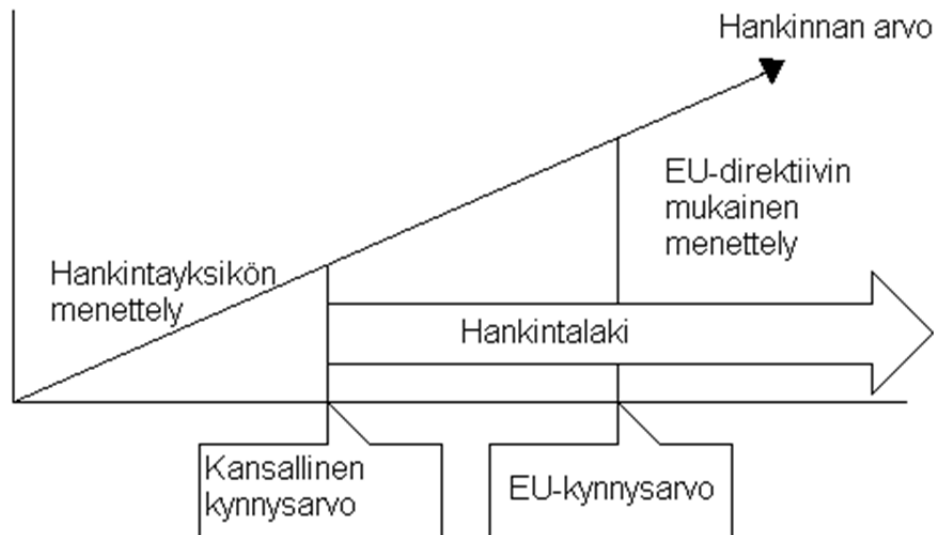 Hankinnan arvo
EU-direktiivin
mukainen
menettely
Hankintayksikön
menettely
Hankintalaki
Kansallinen
kynnysarvo
EU-kynnysarvo